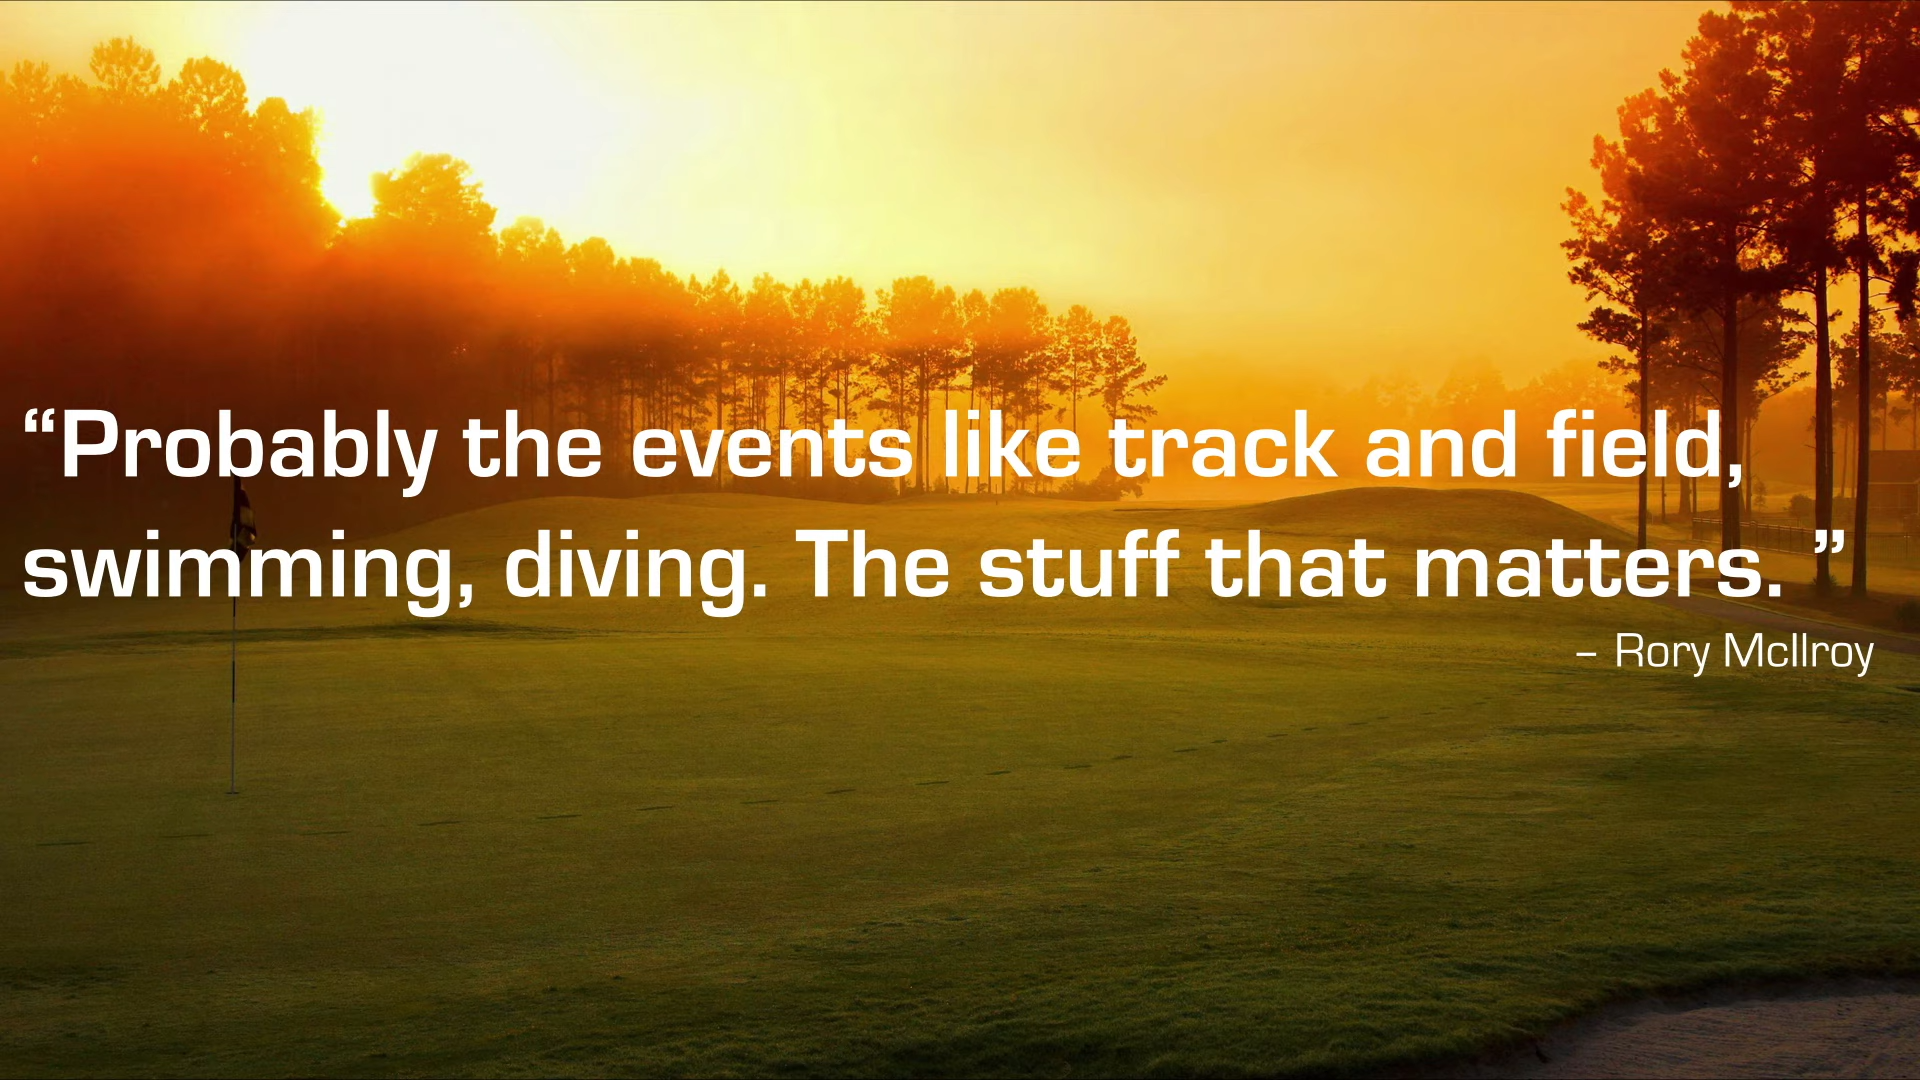 “Probably the events like track and field,
swimming, diving. The stuff that matters.”
– Rory McIlroy